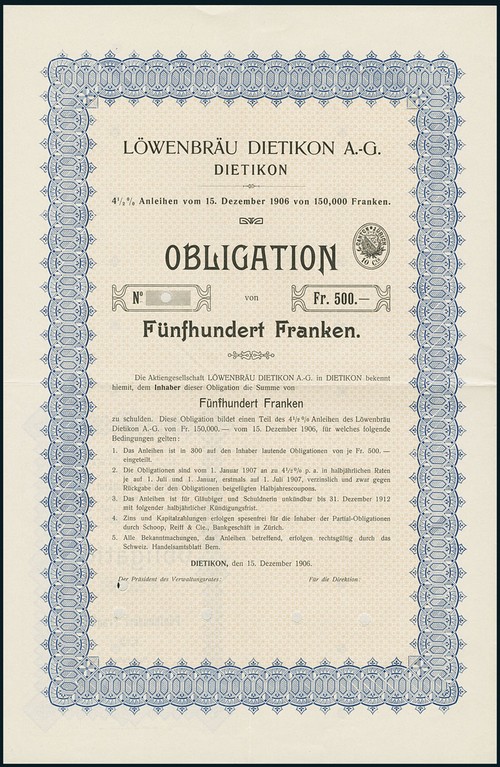 LÖWENBRÄU DIETIKON A.-G.
DIETIKON
4½% Anleihen vom 15. Dezember 1906 von 150,000 Franken.
OBLIGATION
CANTON ZÜRICH
10 Cs
Nº
von
Fr. 500.—
Fünfhundert Franken.
Die Aktiengesellschaft LÖWENBRÄU DIETIKON A.-G. in DIETIKON bekennt
hiemit, dem Inhaber dieser Obligation die Summe von
Fünfhundert Franken
zu schulden. Diese Obligation bildet einen Teil des 4½% Anleihen des Löwenbräu
Dietikon A.-G. von Fr. 150,000.— vom 15. Dezember 1906, für welches folgende
Bedingungen gelten:
1. Das Anleihen ist in 300 auf den Inhaber lautende Obligationen von je Fr. 500.—
eingeteilt.
2. Die Obligationen sind vom 1. Januar 1907 an zu 4½% p. a. in halbjährlichen Raten
je auf 1. Juli und 1. Januar, erstmals auf 1. Juli 1907, verzinslich und zwar gegen
Rückgabe der den Obligationen beigefügten Halbjahrescoupons.
3. Das Anleihen ist für Gläubiger und Schuldnerin unkündbar bis 31. Dezember 1912
mit folgender halbjährlicher Kündigungsfrist.
4. Zins und Kapitalzahlungen erfolgen spesenfrei für die Inhaber der Partial-Obligationen
durch Schoop, Reiff & Cie., Bankgeschäft in Zürich.
5. Alle Bekanntmachungen, das Anleihen betreffend, erfolgen rechtsgültig durch das
Schweiz. Handelsamtsblatt Bern.
DIETIKON, den 15. Dezember 1906.
Der Präsident des Verwaltungsrates:
Für die Direktion: